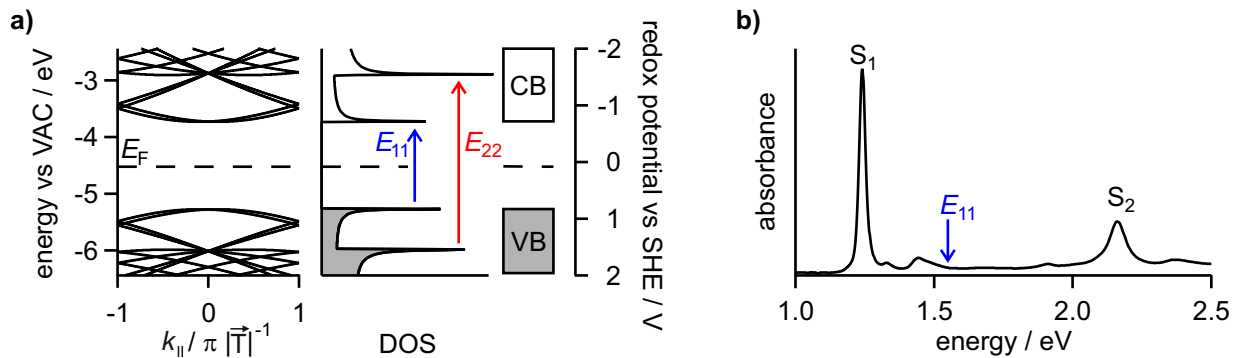 a)
energy vs VAC / eV
-3
-4
-5
-6
E_F
-1
0
1
k_|| / π |T⃗|^-1
E_11
E_22
DOS
CB
VB
-2
-1
0
1
2
redox potential vs SHE / V
b)
absorbance
S_1
E_11
S_2
1.0
1.5
2.0
2.5
energy / eV